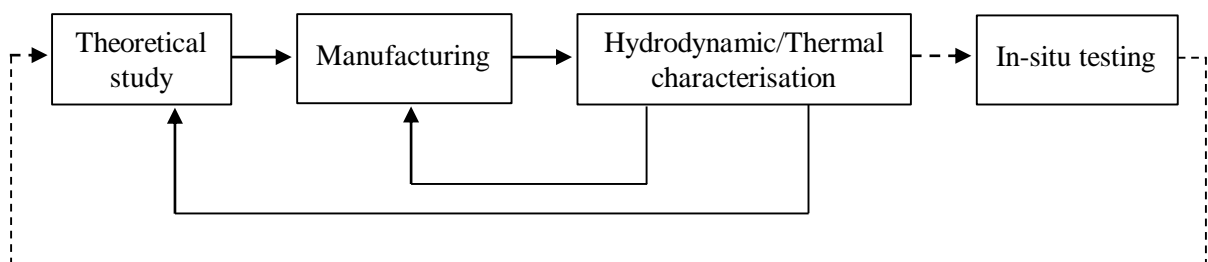 Theoretical
study
Manufacturing
Hydrodynamic/Thermal
characterisation
In-situ testing